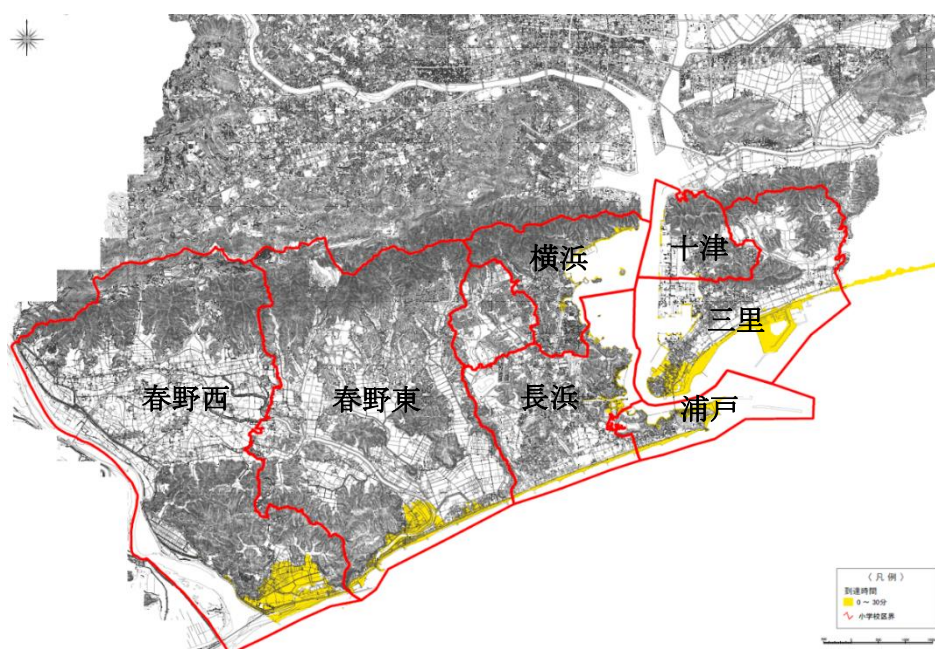 横浜
十津
三里
春野西
春野東
長浜
浦戸
(凡例)
到達時間
0～30分
小学校区界